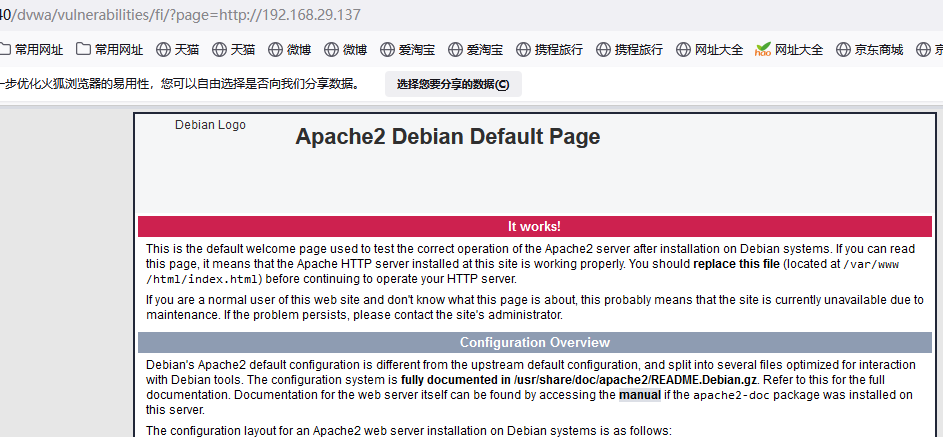 40/dvwa/vulnerabilities/fi/?page=http://192.168.29.137
常用网址 常用网址 天猫 天猫 微博 微博 爱淘宝 爱淘宝 携程旅行 携程旅行 网址大全 网址大全 京东商城
一步优化火狐浏览器的易用性，您可以自由选择是否向我们分享数据。 选择您要分享的数据(C)
Debian Logo
Apache2 Debian Default Page
It works!
This is the default welcome page used to test the correct operation of the Apache2 server after installation on Debian systems. If you can read
this page, it means that the Apache HTTP server installed at this site is working properly. You should replace this file (located at /var/www
/html/index.html) before continuing to operate your HTTP server.
If you are a normal user of this web site and don't know what this page is about, this probably means that the site is currently unavailable due to
maintenance. If the problem persists, please contact the site's administrator.
Configuration Overview
Debian's Apache2 default configuration is different from the upstream default configuration, and split into several files optimized for interaction
with Debian tools. The configuration system is fully documented in /usr/share/doc/apache2/README.Debian.gz. Refer to this for the full
documentation. Documentation for the web server itself can be found by accessing the manual if the apache2-doc package was installed on
this server.
The configuration layout for an Apache2 web server installation on Debian systems is as follows: